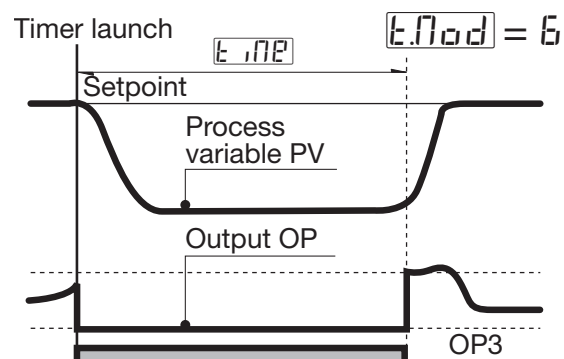 Timer launch
t.Mod = 6
time
Setpoint
Process
variable PV
Output OP
OP3